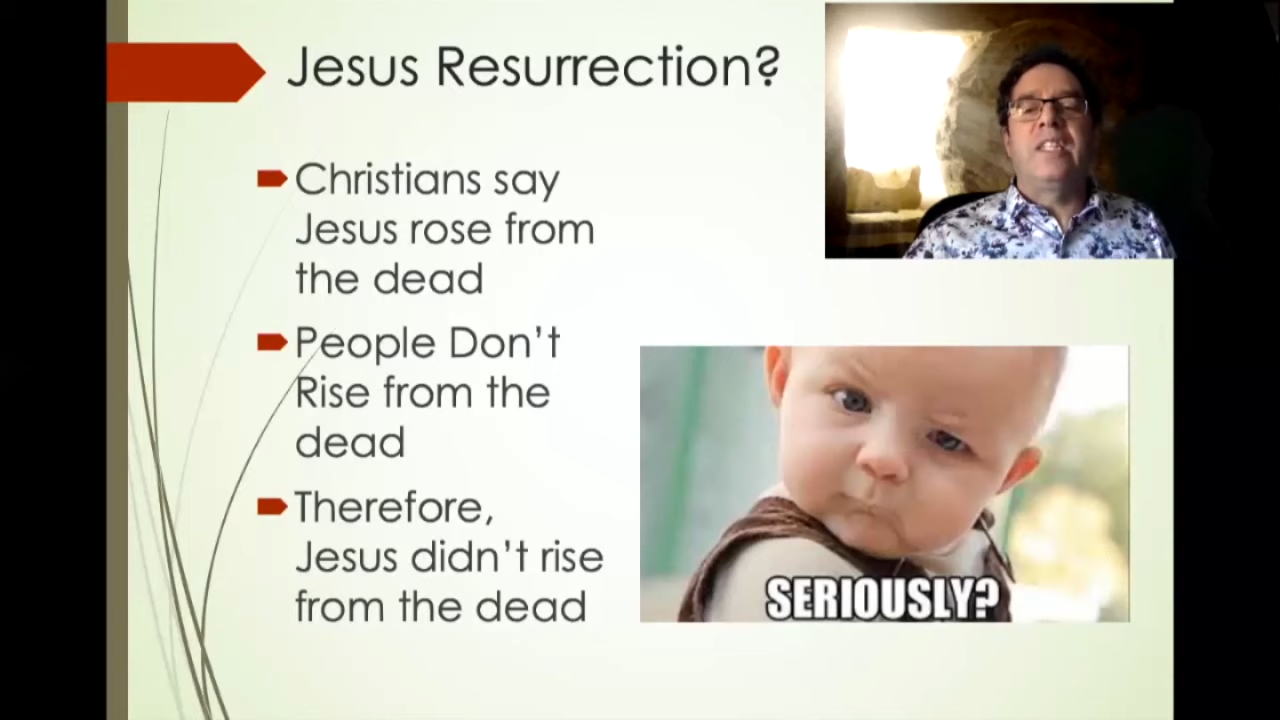 Jesus Resurrection?
Christians say
Jesus rose from
the dead
People Don't
Rise from the
dead
Therefore,
Jesus didn't rise
from the dead
SERIOUSLY?